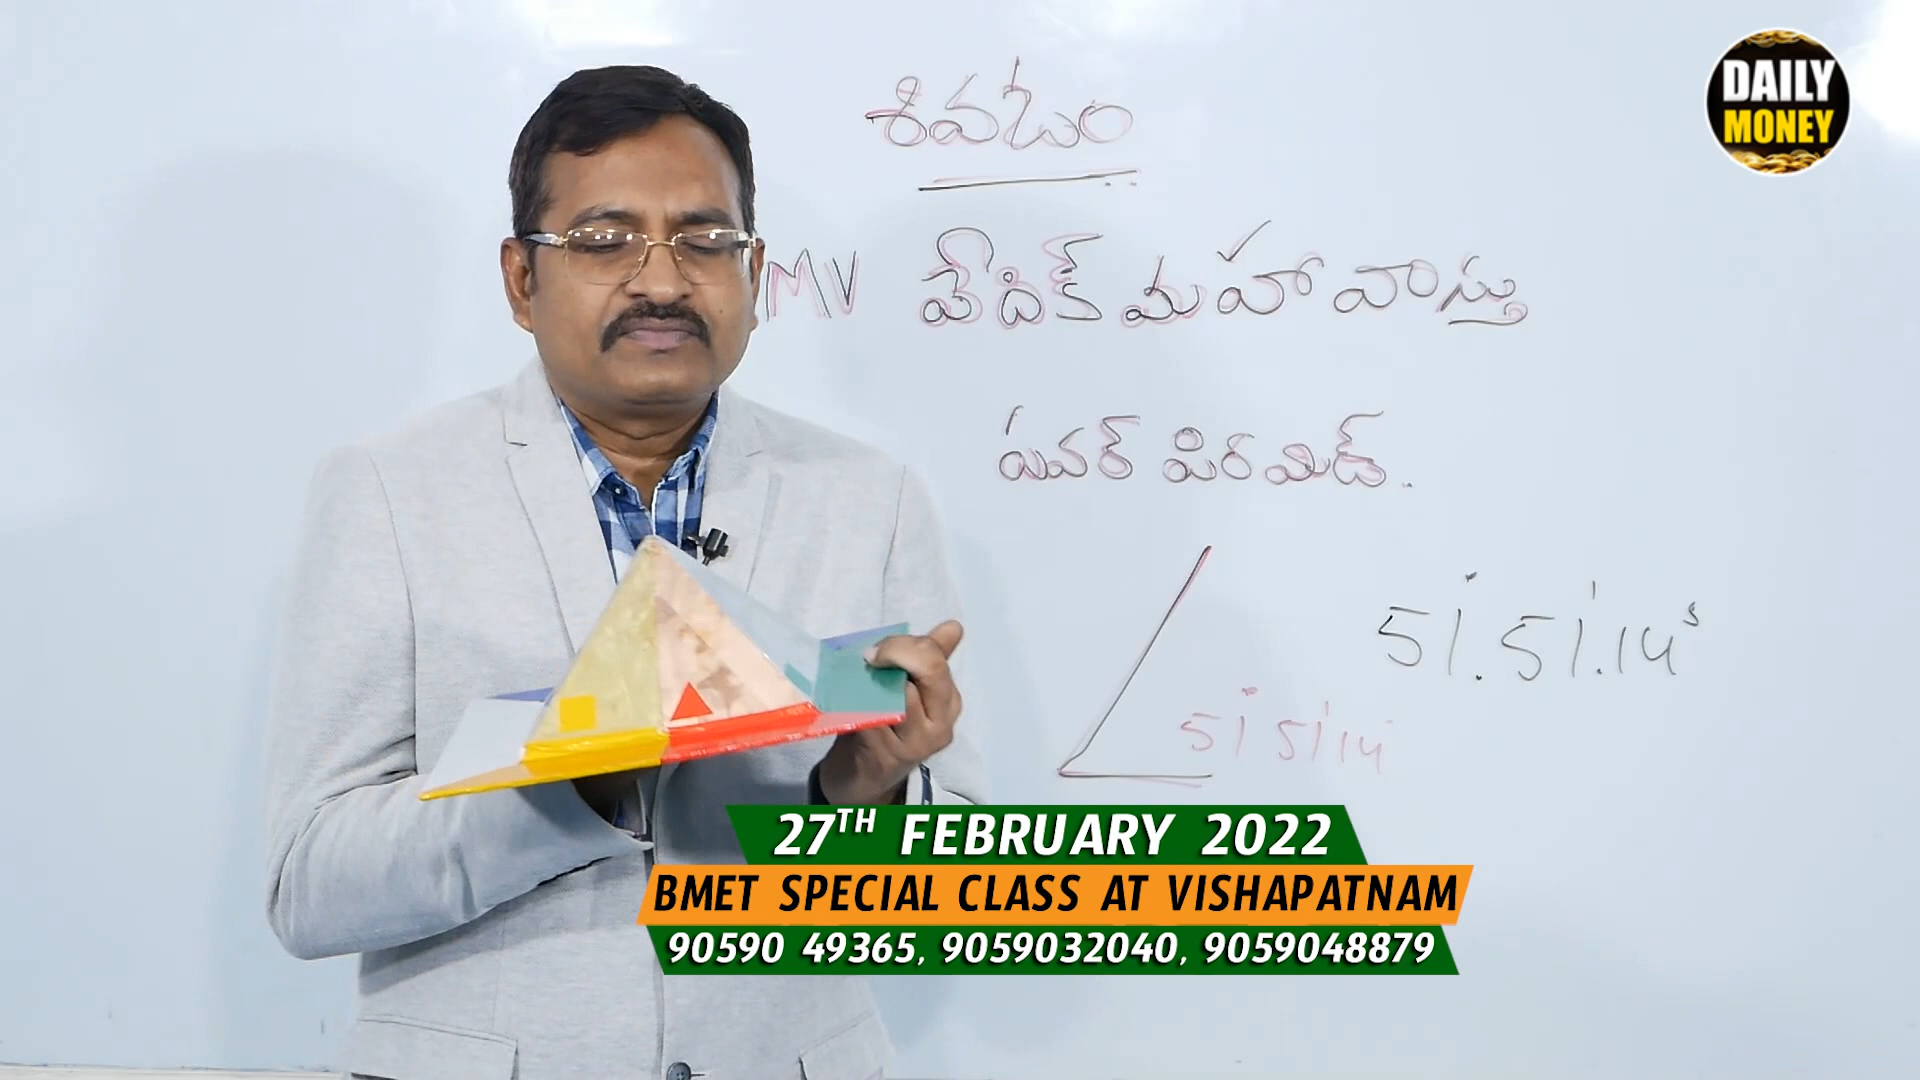 DAILY
MONEY
శివఓం
MV వేదిక్ మహా వాస్తు
పవర్ పిరమిడ్.
51°.51'.14"
51° 51' 14"
27TH FEBRUARY 2022
BMET SPECIAL CLASS AT VISHAPATNAM
90590 49365, 9059032040, 9059048879